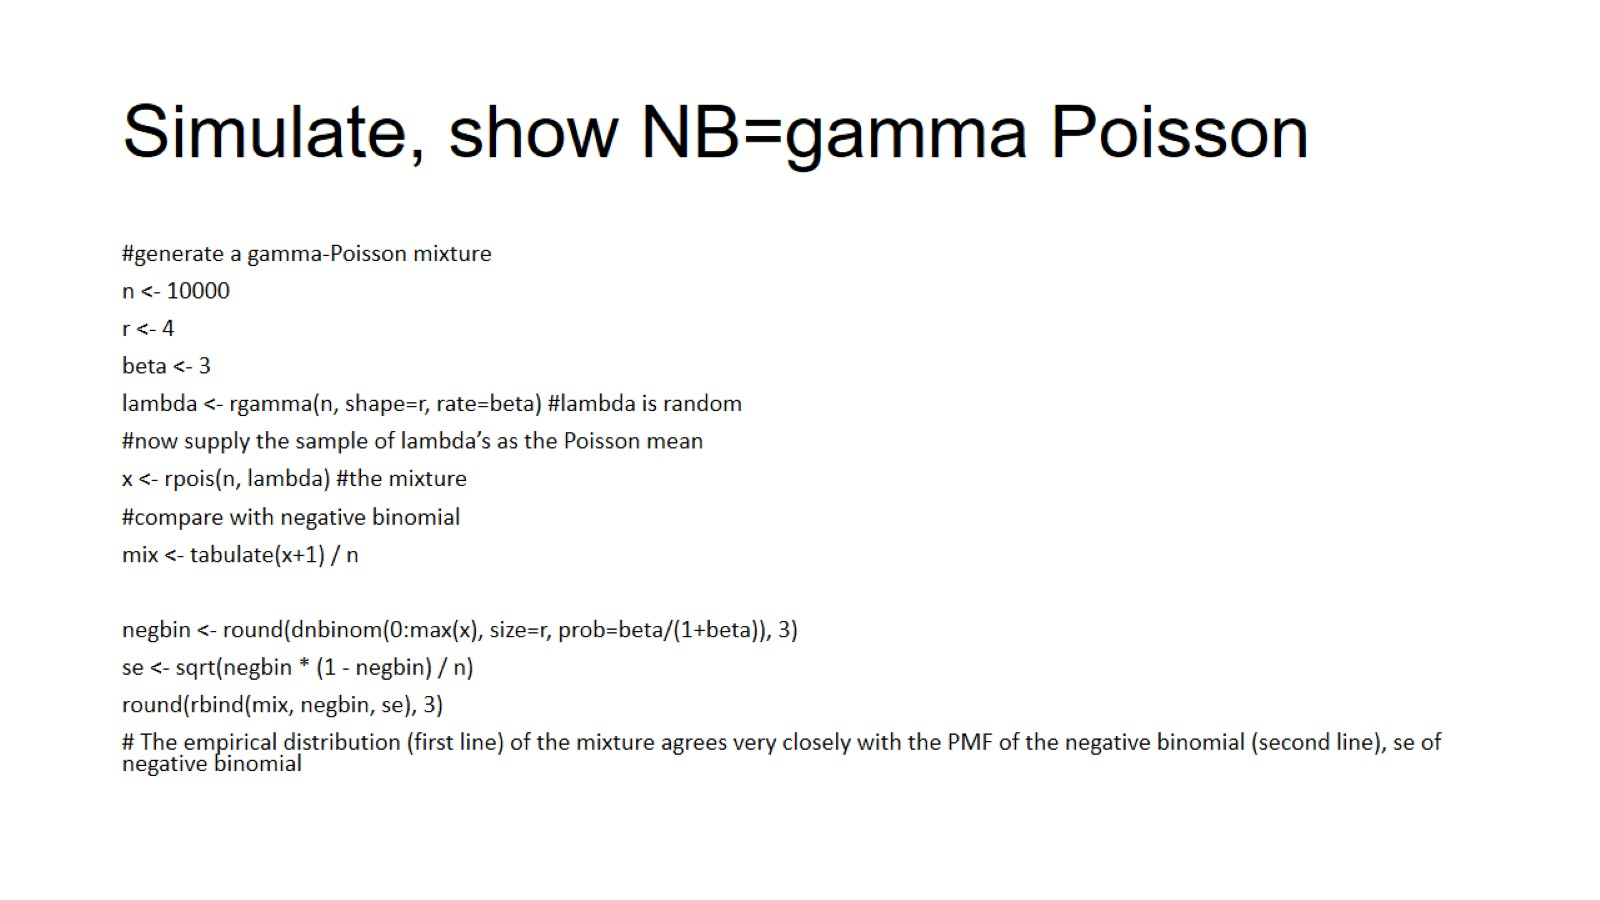 Simulate, show NB=gamma Poisson
#generate a gamma-Poisson mixture
n <- 10000
r <- 4
beta <- 3
lambda <- rgamma(n, shape=r, rate=beta) #lambda is random
#now supply the sample of lambda’s as the Poisson mean
x <- rpois(n, lambda) #the mixture
#compare with negative binomial
mix <- tabulate(x+1) / n
negbin <- round(dnbinom(0:max(x), size=r, prob=beta/(1+beta)), 3)
se <- sqrt(negbin * (1 - negbin) / n)
round(rbind(mix, negbin, se), 3)
# The empirical distribution (first line) of the mixture agrees very closely with the PMF of the negative binomial (second line), se of
negative binomial